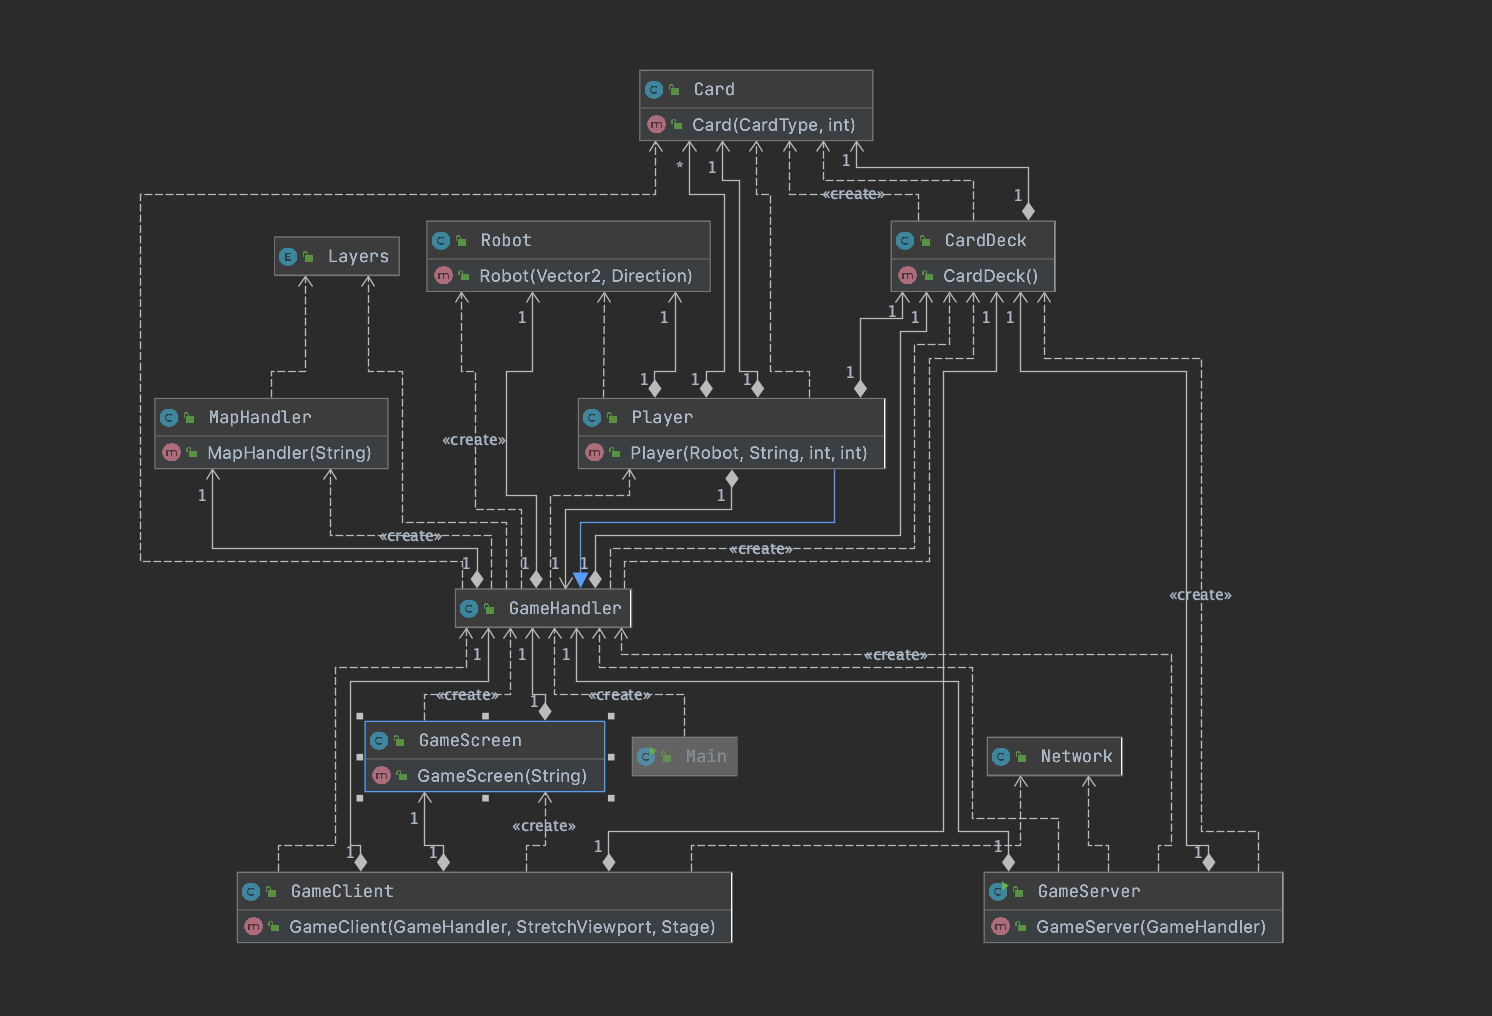 C Card
m Card(CardType, int)
* 1 1
«create» 1
E Layers
C Robot
m Robot(Vector2, Direction)
C CardDeck
m CardDeck()
1 1 1 1 1 1
1 1 1 1
C MapHandler
m MapHandler(String)
«create»
C Player
m Player(Robot, String, int, int)
1 1
«create»
«create»
1 1 1 1
«create»
C GameHandler
1 1 1
«create»
«create» 1 «create»
C GameScreen
m GameScreen(String)
C Main
C Network
1 «create»
1 1 1 1 1
C GameClient
m GameClient(GameHandler, StretchViewport, Stage)
C GameServer
m GameServer(GameHandler)